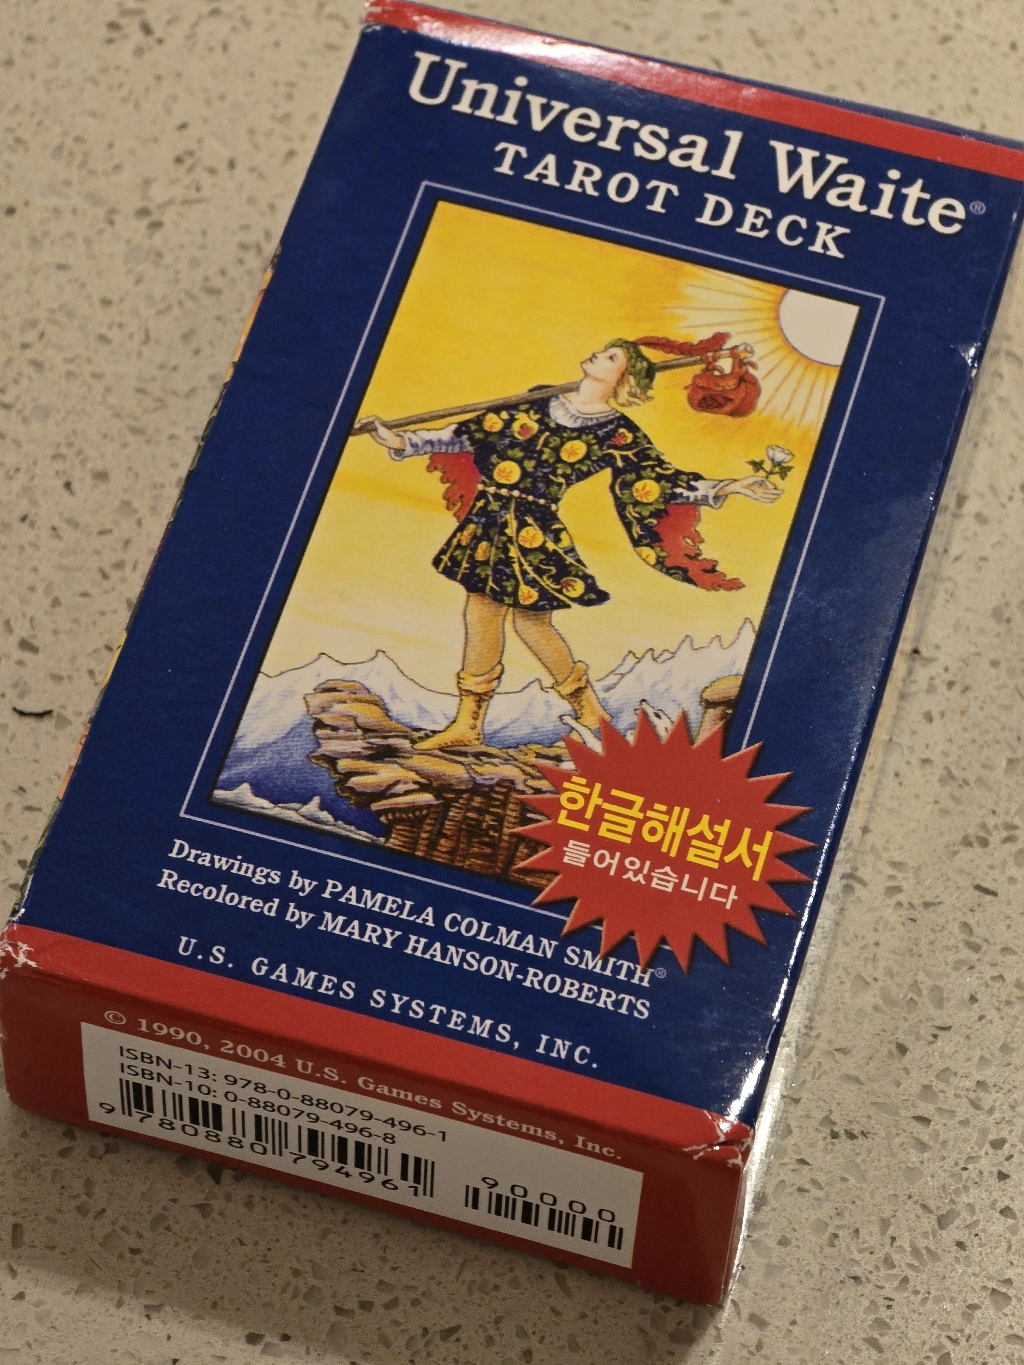 Universal Waite®
TAROT DECK
한글해설서
들어있습니다
Drawings by PAMELA COLMAN SMITH®
Recolored by MARY HANSON-ROBERTS
U.S. GAMES SYSTEMS, INC.
© 1990, 2004 U.S. Games Systems, Inc.
ISBN-13: 978-0-88079-496-1
ISBN-10: 0-88079-496-8
9 780880 794961
90000